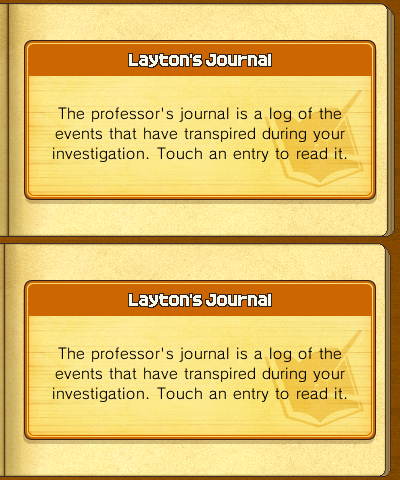 Layton's Journal
The professor's journal is a log of the
events that have transpired during your
investigation. Touch an entry to read it.
Layton's Journal
The professor's journal is a log of the
events that have transpired during your
investigation. Touch an entry to read it.